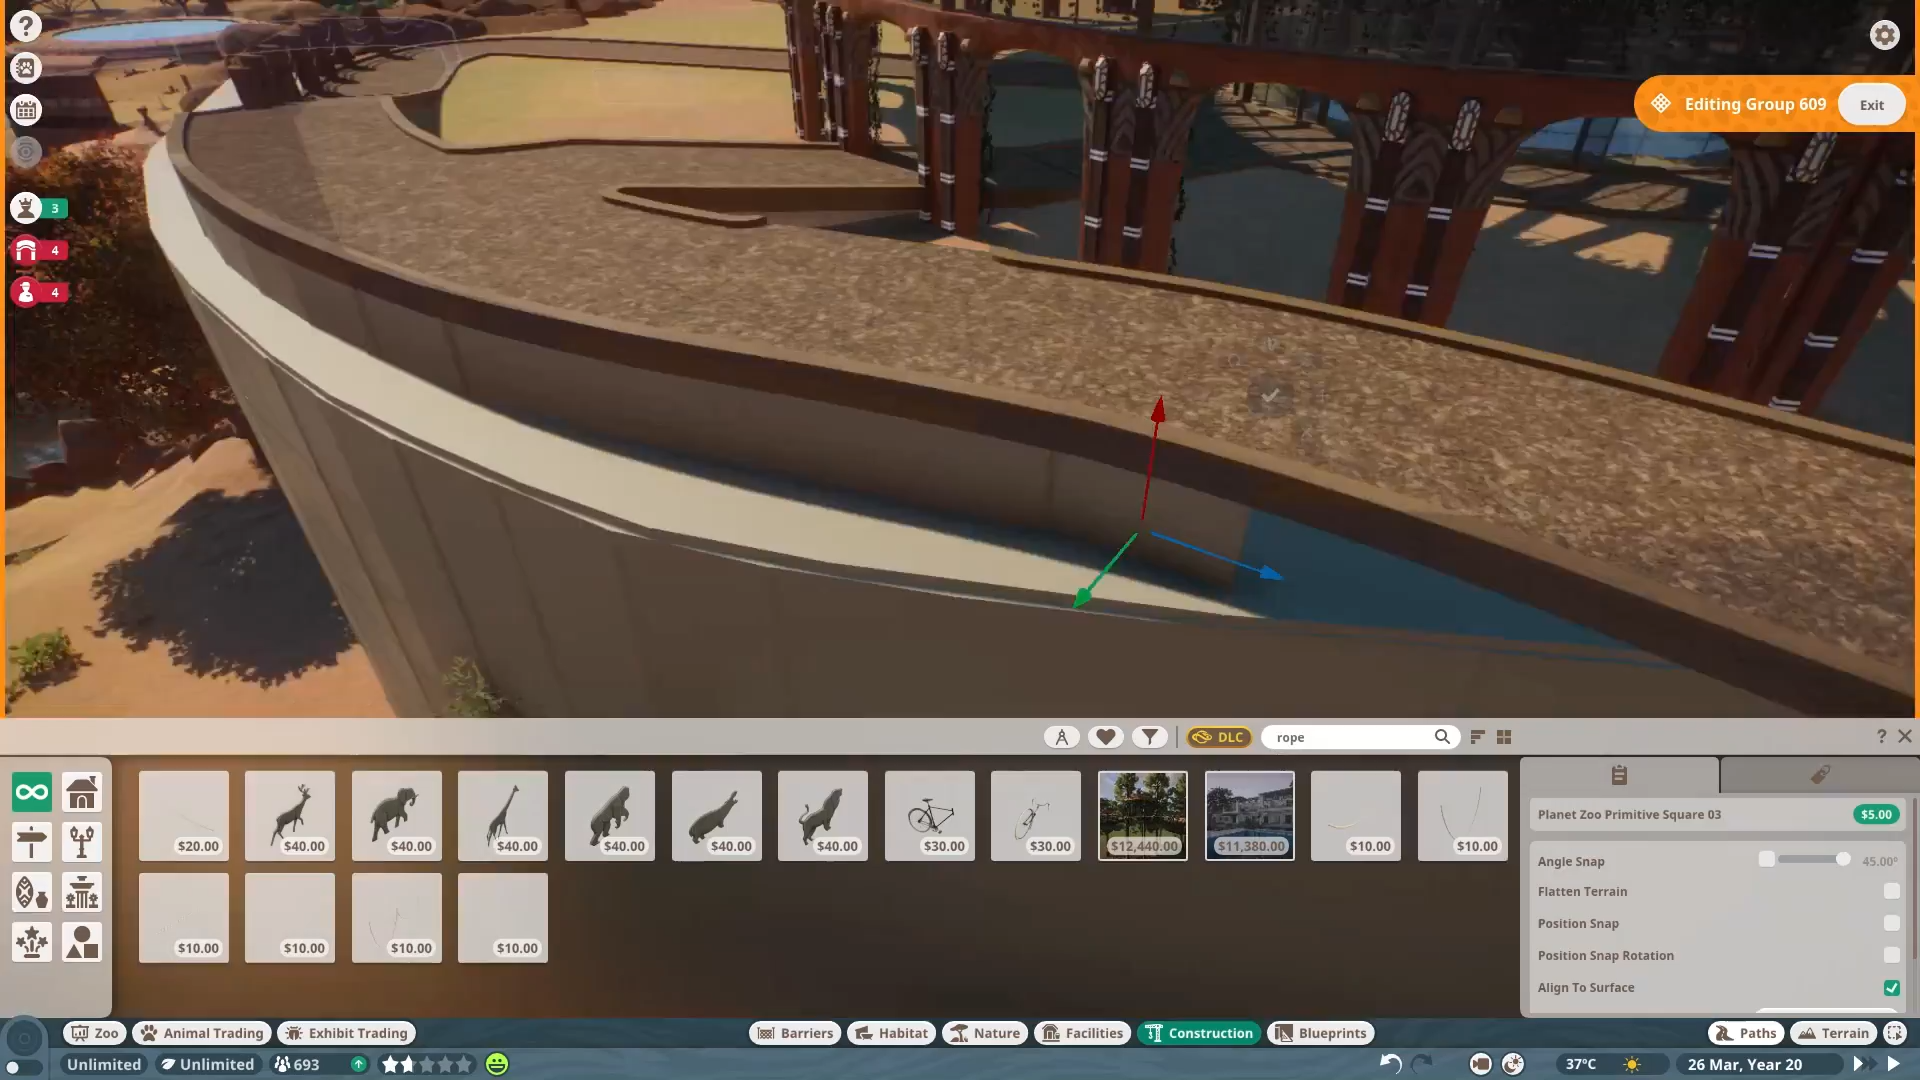 Editing Group 609
Exit
3
4
4
DLC
rope
?
$20.00
$40.00
$40.00
$40.00
$40.00
$40.00
$40.00
$30.00
$30.00
$12,440.00
$11,380.00
$10.00
$10.00
$10.00
$10.00
$10.00
$10.00
Planet Zoo Primitive Square 03
$5.00
Angle Snap
45.00°
Flatten Terrain
Position Snap
Position Snap Rotation
Align To Surface
Zoo
Animal Trading
Exhibit Trading
Barriers
Habitat
Nature
Facilities
Construction
Blueprints
Paths
Terrain
Unlimited
Unlimited
693
37°C
26 Mar, Year 20